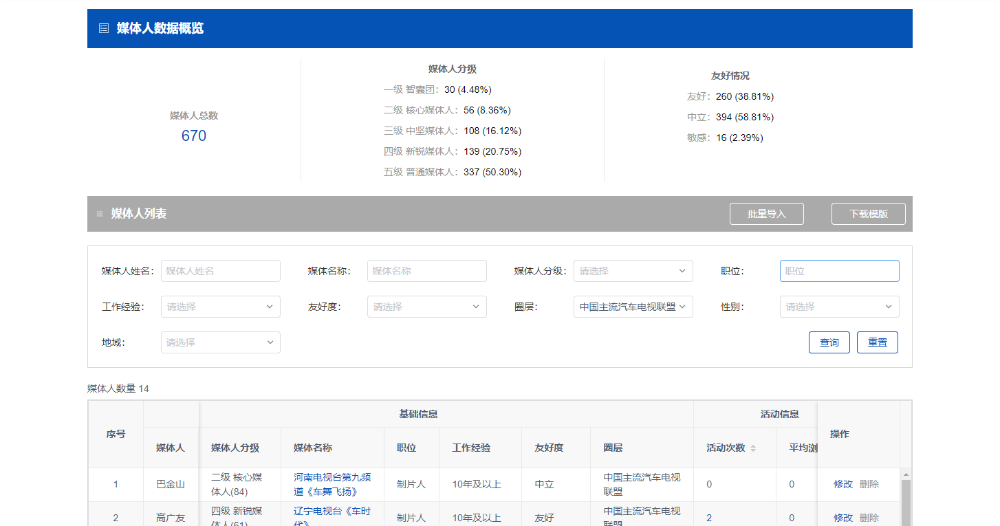 媒体人数据概览
媒体人总数
670
媒体人分级
一级 智囊团：30 (4.48%)
二级 核心媒体人：56 (8.36%)
三级 中坚媒体人：108 (16.12%)
四级 新锐媒体人：139 (20.75%)
五级 普通媒体人：337 (50.30%)
友好情况
友好：260 (38.81%)
中立：394 (58.81%)
敏感：16 (2.39%)
媒体人列表 批量导入 下载模版
媒体人姓名： 媒体人姓名 媒体名称： 媒体名称 媒体人分级： 请选择 职位： 职位
工作经验： 请选择 友好度： 请选择 圈层： 中国主流汽车电视联盟 性别： 请选择
地域： 请选择 查询 重置
媒体人数量 14
基础信息 活动信息
序号 操作
媒体人 媒体人分级 媒体名称 职位 工作经验 友好度 圈层 活动次数 平均浏
1 巴金山 二级 核心媒体人(84) 河南电视台第九频道《车舞飞扬》 制片人 10年及以上 中立 中国主流汽车电视联盟 0 0 修改 删除
2 高广友 四级 新锐媒体人(61) 辽宁电视台《车时代》 制片人 10年及以上 友好 中国主流汽车电视联盟 2 0 修改 删除